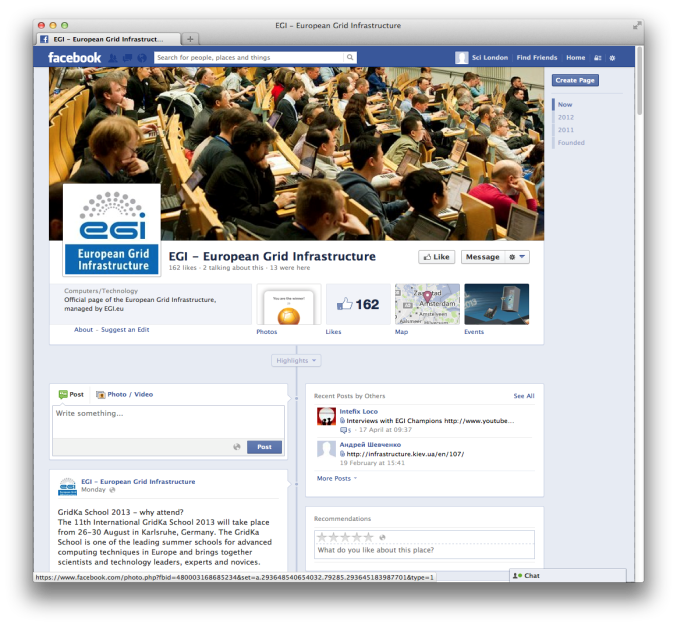 EGI – European Grid Infrastructure
EGI – European Grid Infrastruct...
facebook
Search for people, places and things
Sci London
Find Friends
Home
Create Page
Now
2012
2011
Founded
egi
European Grid
Infrastructure
EGI – European Grid Infrastructure
162 likes · 2 talking about this · 13 were here
Like
Message
Computers/Technology
Official page of the European Grid Infrastructure,
managed by EGI.eu
About – Suggest an Edit
You are the winner!
Photos
162
Likes
Zaanstad
Amsterdam
Aalsmeer
Amstelveen
Map
Events
Highlights
Post
Photo / Video
Write something...
Post
EGI – European Grid Infrastructure
Monday
GridKa School 2013 – why attend?
The 11th International GridKa School 2013 will take place
from 26–30 August in Karlsruhe, Germany. The GridKa
School is one of the leading summer schools for advanced
computing techniques in Europe and brings together
scientists and technology leaders, experts and novices.
Recent Posts by Others
See All
Intefix Loco
Interviews with EGI Champions http://www.youtube...
5 · 17 April at 09:37
Андрей Шевченко
http://infrastructure.kiev.ua/en/107/
19 February at 15:41
More Posts
Recommendations
What do you like about this place?
https://www.facebook.com/photo.php?fbid=480003168685234&set=a.293648540654032.79285.293645183987701&type=1
Chat